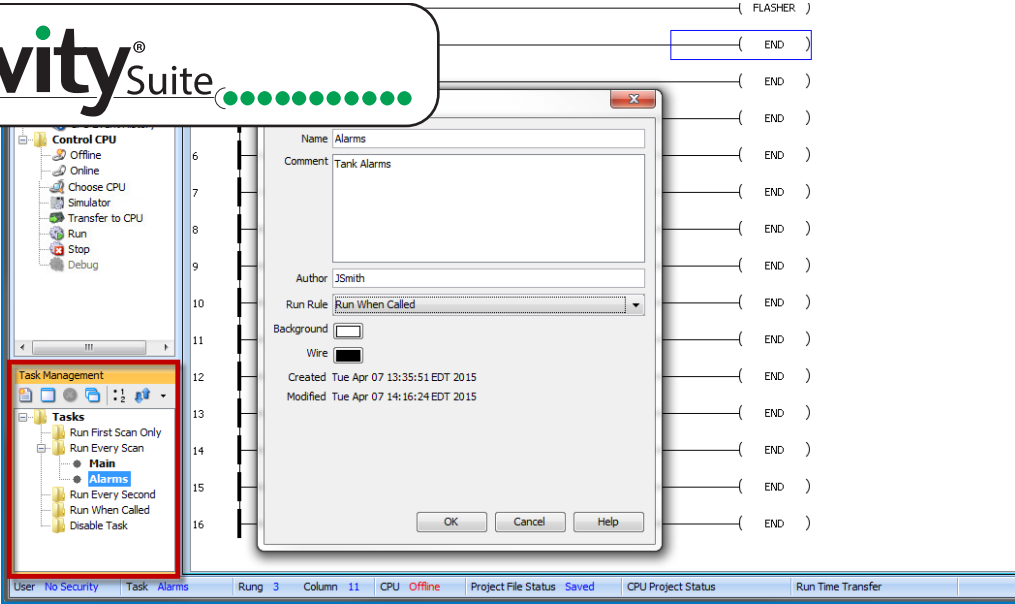 FLASHER
vity® Suite
END
END
END
Control CPU
Offline
Online
Choose CPU
Simulator
Transfer to CPU
Run
Stop
Debug
Name Alarms
Comment Tank Alarms
Author JSmith
Run Rule Run When Called
Background
Wire
Created Tue Apr 07 13:35:51 EDT 2015
Modified Tue Apr 07 14:16:24 EDT 2015
OK Cancel Help
6 END
7 END
8 END
9 END
10 END
11 END
12 END
13 END
14 END
15 END
16 END
Task Management
Tasks
Run First Scan Only
Run Every Scan
Main
Alarms
Run Every Second
Run When Called
Disable Task
User No Security Task Alarms Rung 3 Column 11 CPU Offline Project File Status Saved CPU Project Status Run Time Transfer